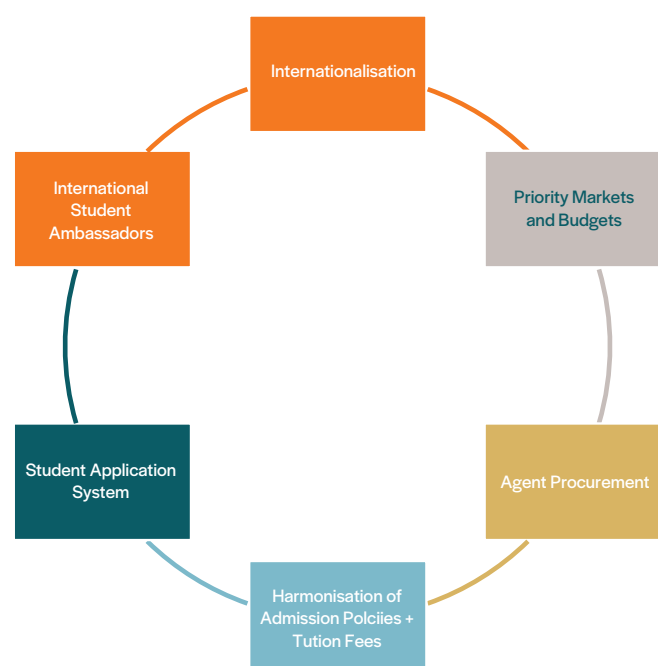 Internationalisation
Priority Markets
and Budgets
Agent Procurement
Harmonisation of
Admission Polciies +
Tution Fees
Student Application
System
International
Student
Ambassadors